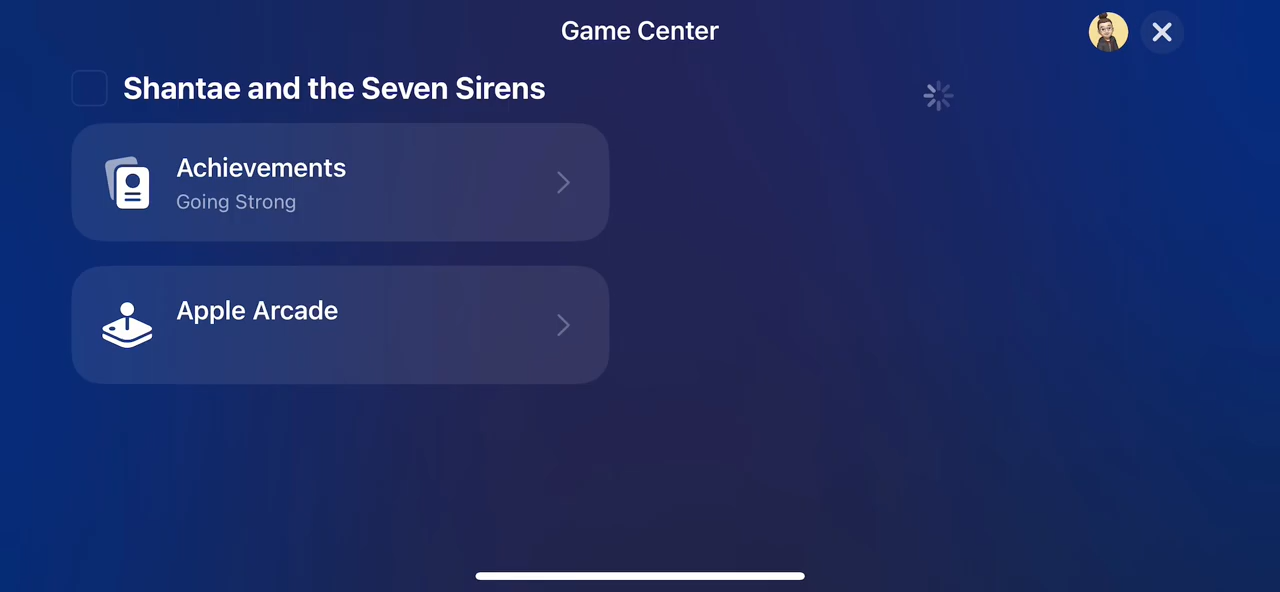 Game Center
Shantae and the Seven Sirens
Achievements
Going Strong
Apple Arcade